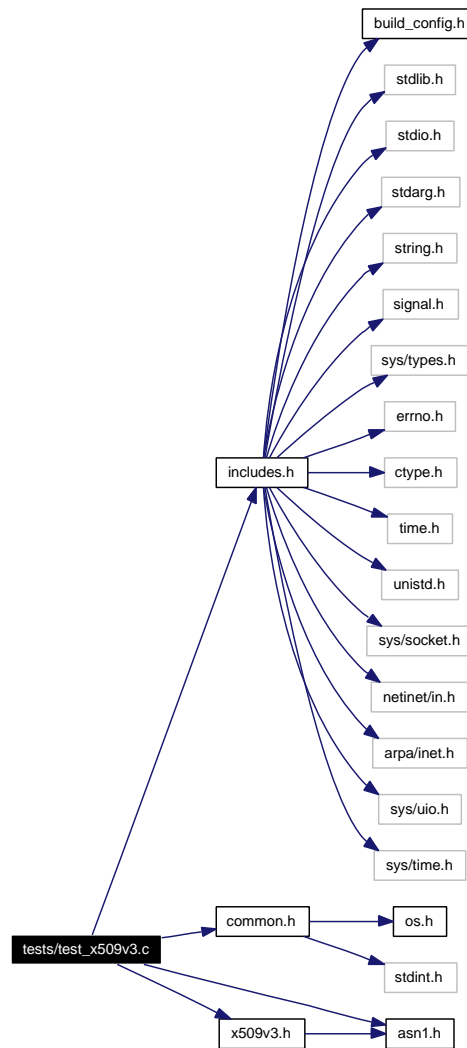 build_config.h
stdlib.h
stdio.h
stdarg.h
string.h
signal.h
sys/types.h
errno.h
includes.h
ctype.h
time.h
unistd.h
sys/socket.h
netinet/in.h
arpa/inet.h
sys/uio.h
sys/time.h
common.h
os.h
tests/test_x509v3.c
stdint.h
x509v3.h
asn1.h